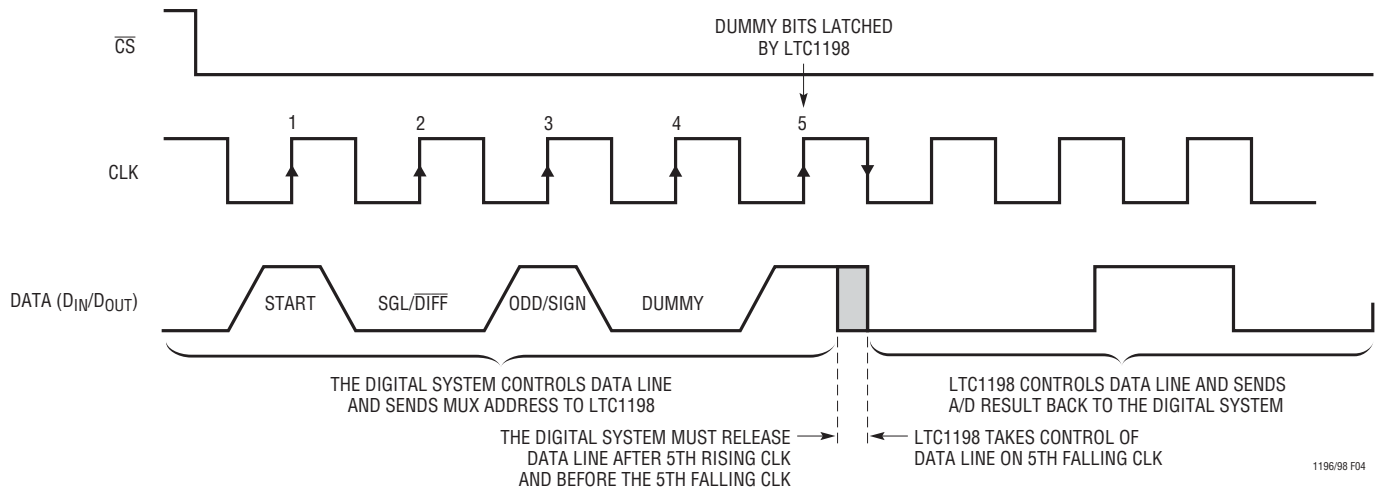 DUMMY BITS LATCHED
BY LTC1198
CS
1 2 3 4 5
CLK
DATA (DIN/DOUT)
START SGL/DIFF ODD/SIGN DUMMY
THE DIGITAL SYSTEM CONTROLS DATA LINE
AND SENDS MUX ADDRESS TO LTC1198
LTC1198 CONTROLS DATA LINE AND SENDS
A/D RESULT BACK TO THE DIGITAL SYSTEM
THE DIGITAL SYSTEM MUST RELEASE
DATA LINE AFTER 5TH RISING CLK
AND BEFORE THE 5TH FALLING CLK
LTC1198 TAKES CONTROL OF
DATA LINE ON 5TH FALLING CLK
1196/98 F04